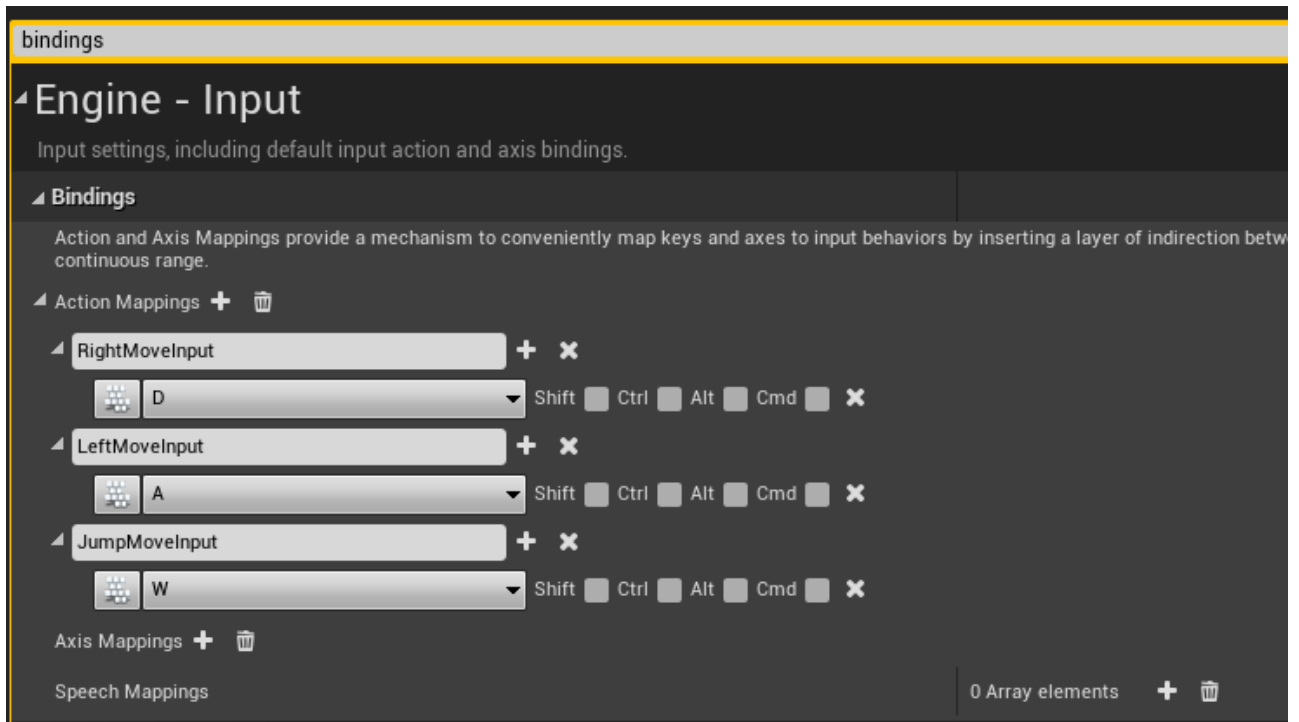 bindings
Engine - Input
Input settings, including default input action and axis bindings.
Bindings
Action and Axis Mappings provide a mechanism to conveniently map keys and axes to input behaviors by inserting a layer of indirection
continuous range.
Action Mappings
RightMoveInput
D Shift Ctrl Alt Cmd
LeftMoveInput
A Shift Ctrl Alt Cmd
JumpMoveInput
W Shift Ctrl Alt Cmd
Axis Mappings
Speech Mappings 0 Array elements